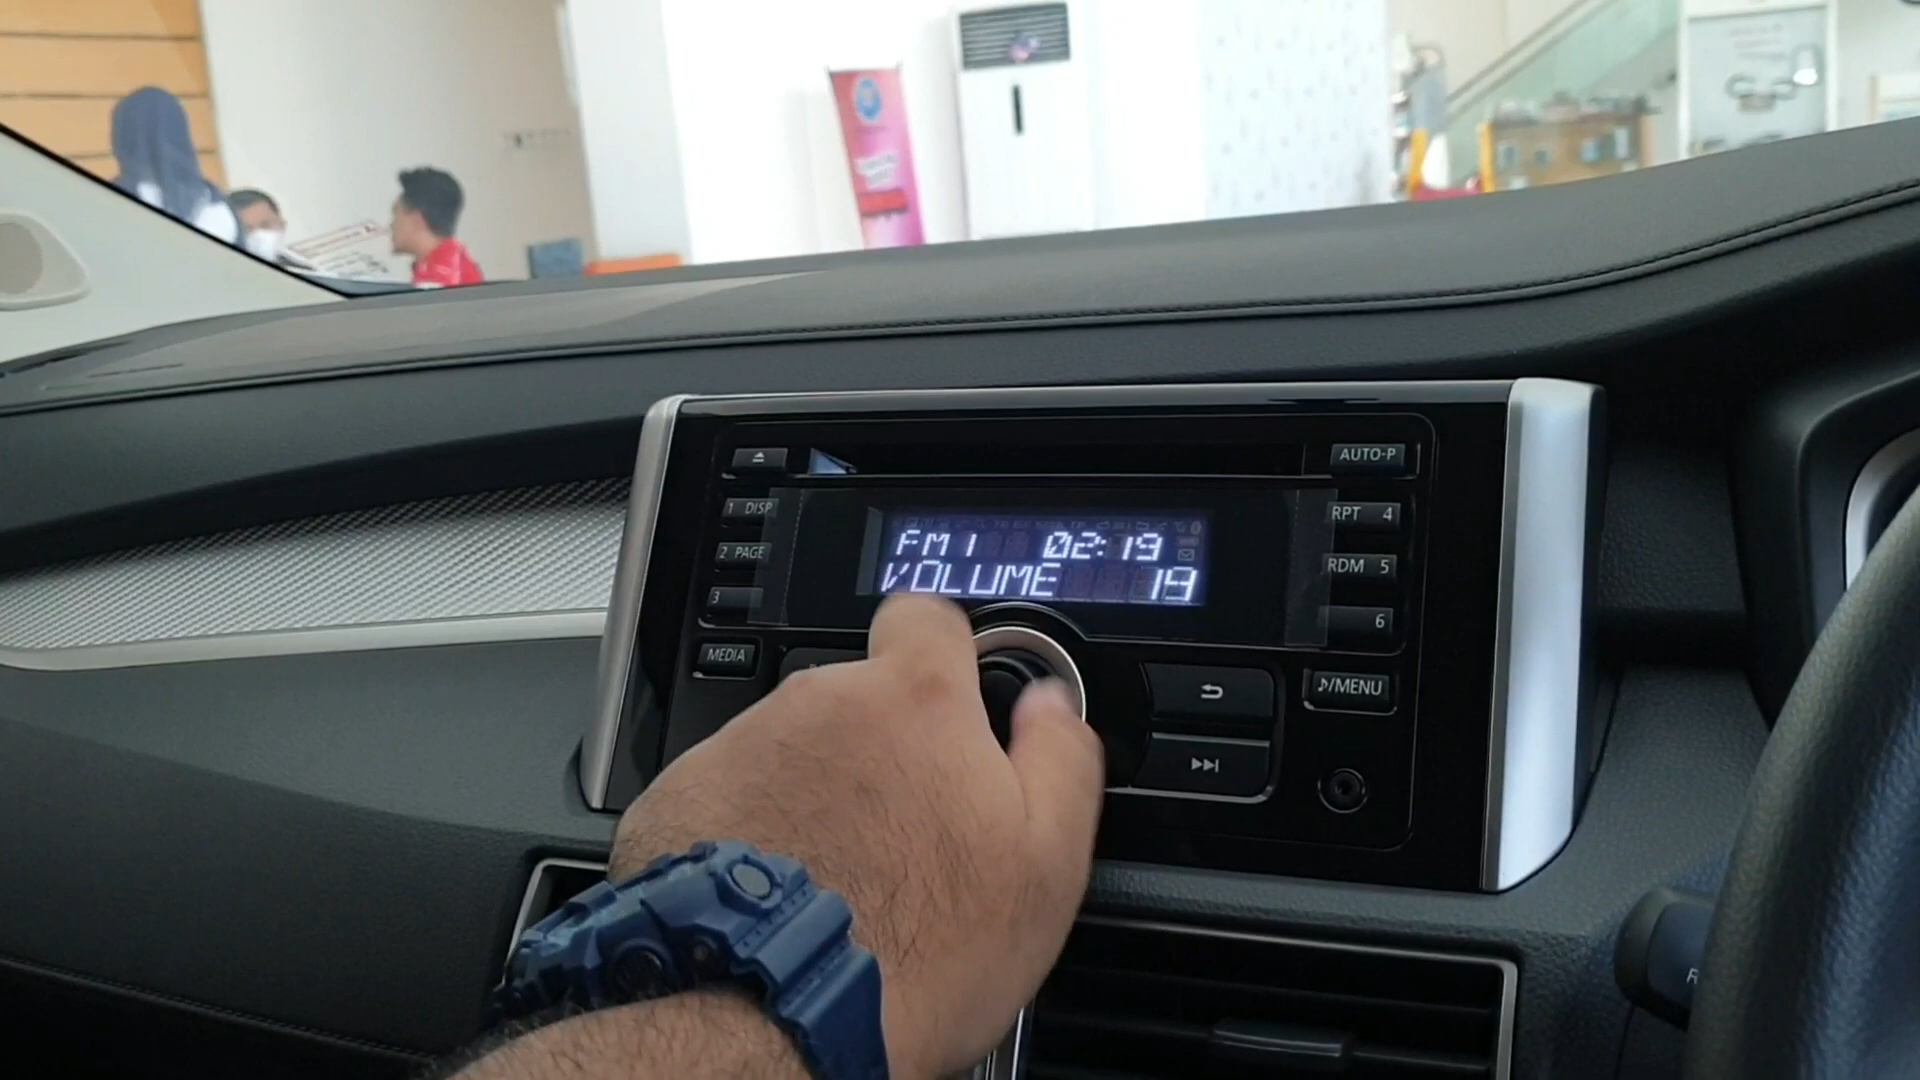 AUTO-P
1 DISP
FM1 02:19
RPT 4
2 PAGE
VOLUME 19
RDM 5
3
6
MEDIA
♪/MENU